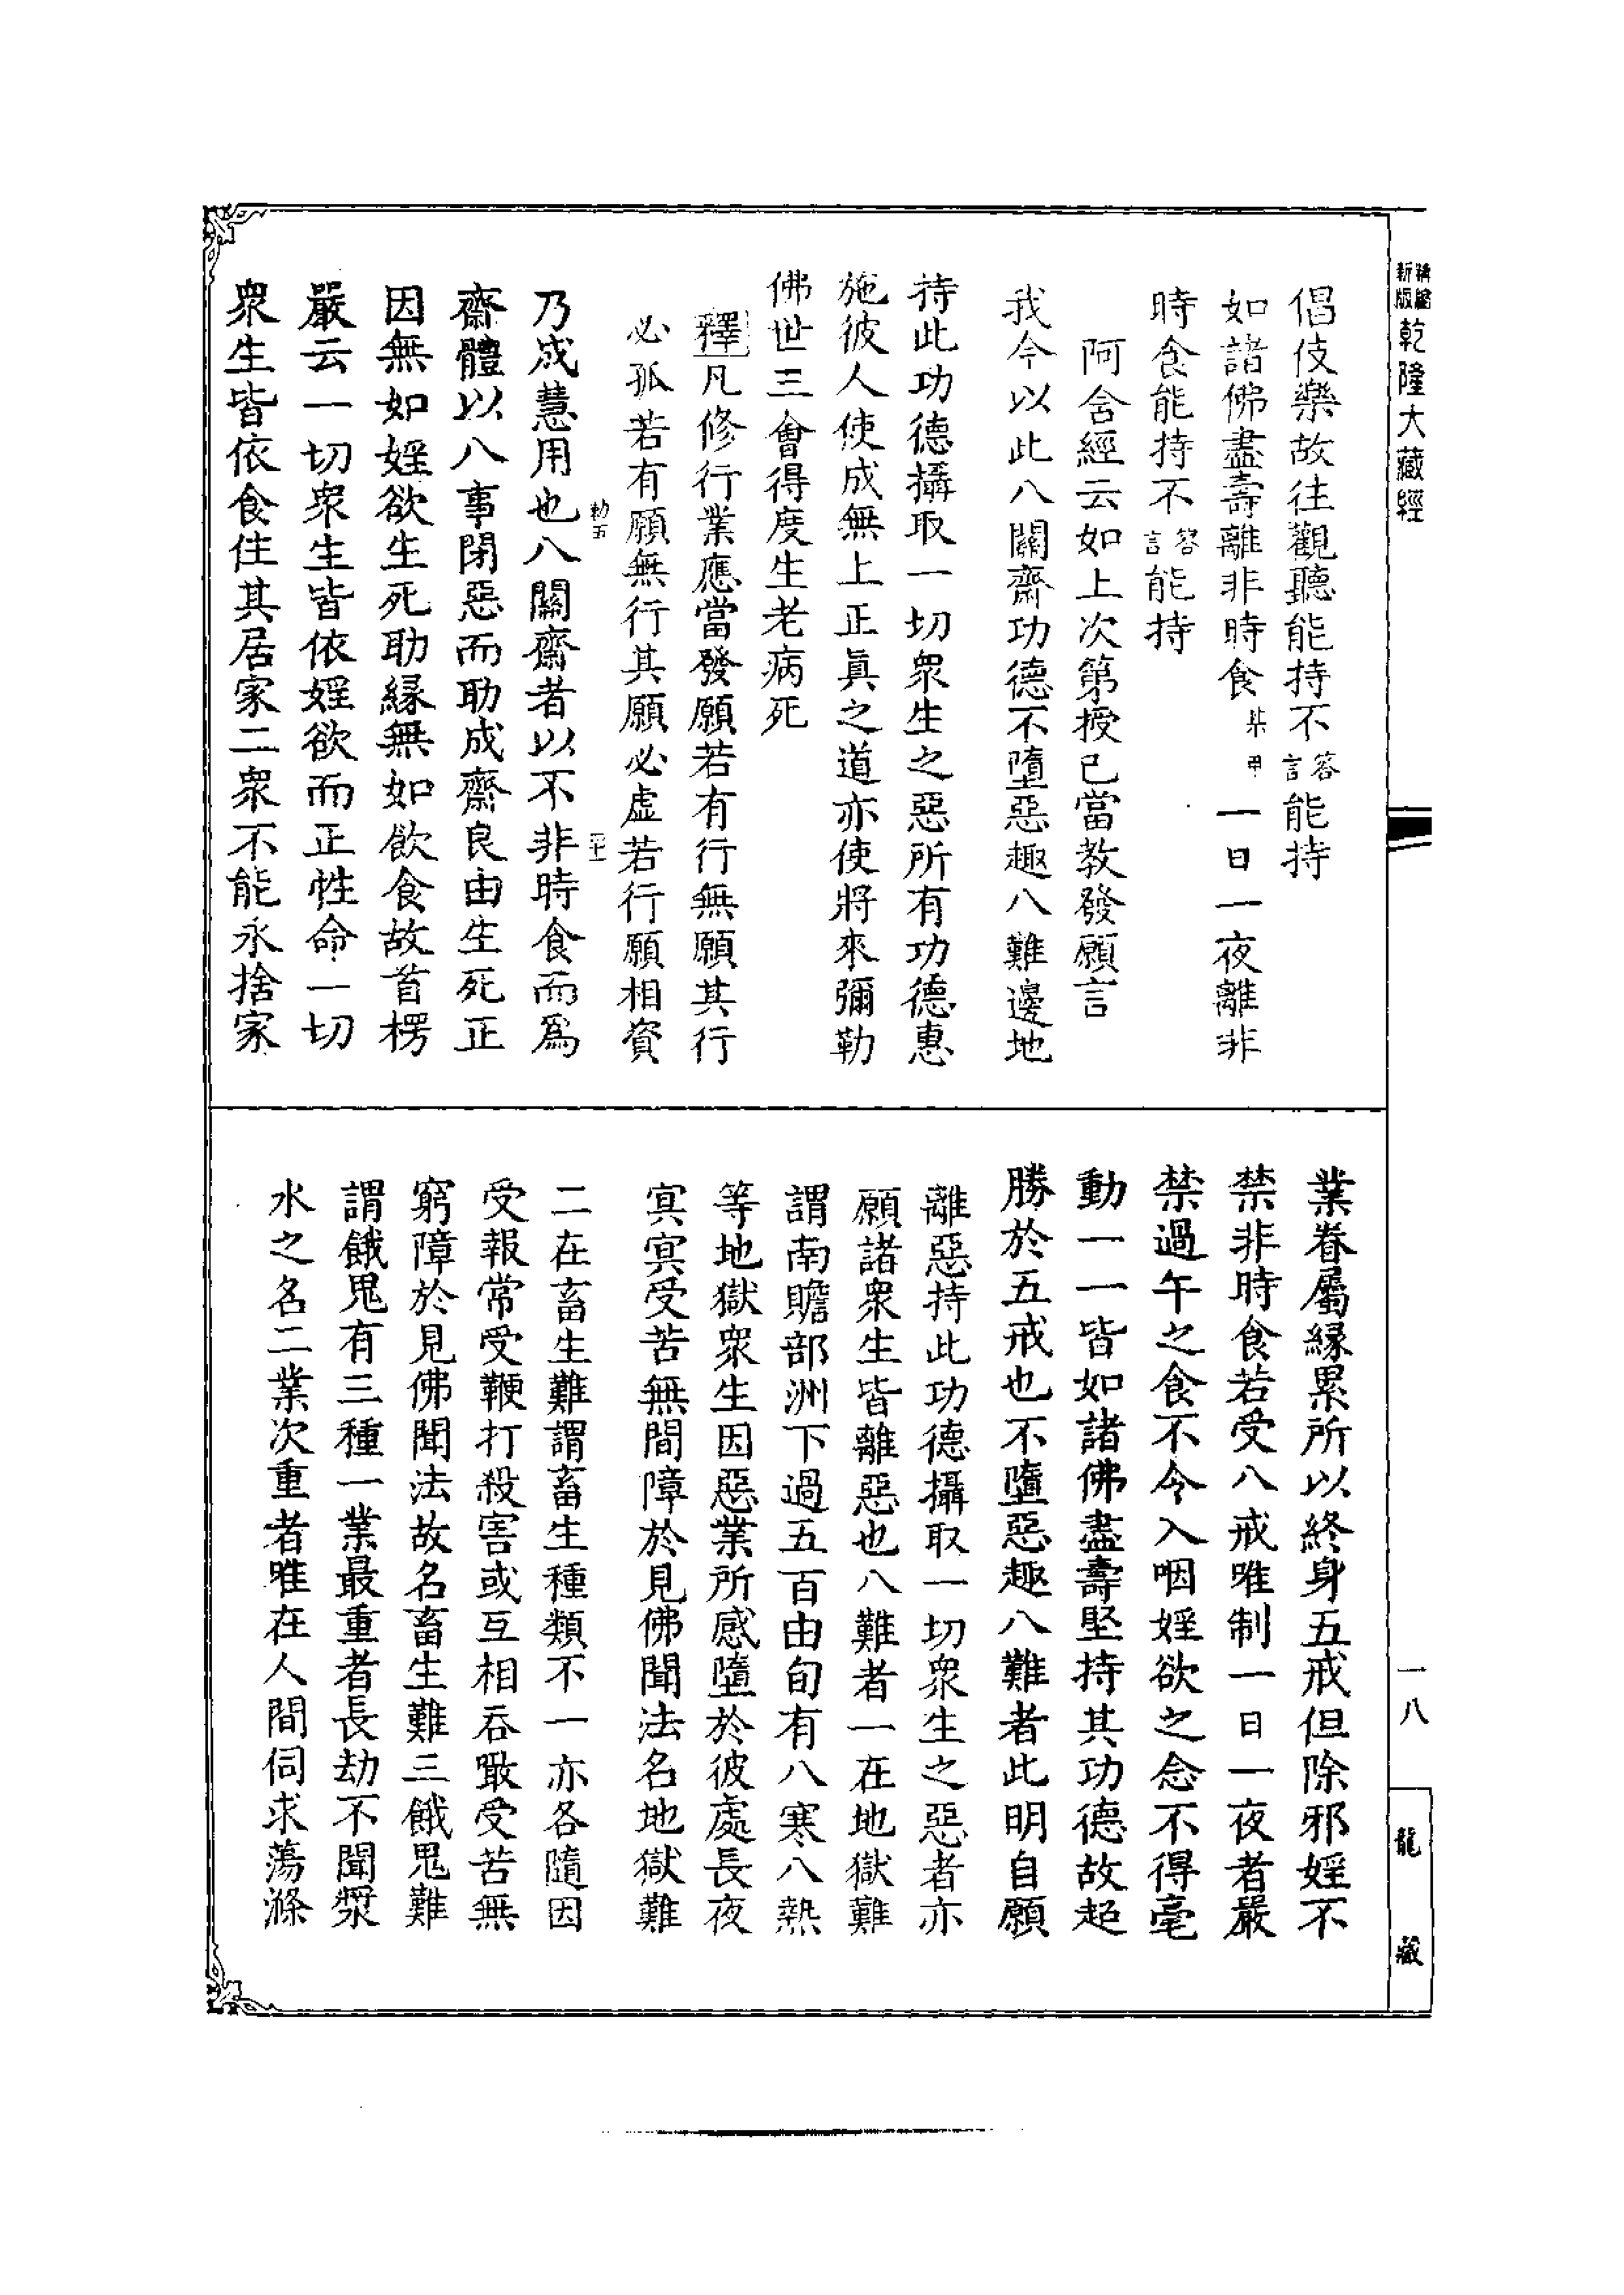 精縮
新版
乾隆大藏經
倡伎樂故往觀聽能持不答言能持
如諸佛盡壽離非時食某甲一日一夜離非
時食能持不答言能持
阿含經云如上次第授已當教發願言
我今以此八關齋功德不墮惡趣八難邊地
持此功德攝取一切衆生之惡所有功德惠
施彼人使成無上正眞之道亦使將來彌勒
佛世三會得度生老病死
釋凡修行業應當發願若有行無願其行
必孤若有願無行其願必虛若行願相資
乃成慧用也八關齋者以不非時食而爲
齋體以八事閉惡而助成齋良由生死正
因無如婬欲生死助緣無如飲食故首楞
嚴云一切衆生皆依婬欲而正性命一切
衆生皆依食住其居家二衆不能永捨家
業眷屬緣累所以終身五戒但除邪婬不
禁非時食若受八戒唯制一日一夜者嚴
禁過午之食不令入咽婬欲之念不得毫
動一一皆如諸佛盡壽堅持其功德故超
勝於五戒也不墮惡趣八難者此明自願
離惡持此功德攝取一切衆生之惡者亦
願諸衆生皆離惡也八難者一在地獄難
謂南贍部洲下過五百由旬有八寒八熱
等地獄衆生因惡業所感墮於彼處長夜
冥冥受苦無間障於見佛聞法名地獄難
二在畜生難謂畜生種類不一亦各隨因
受報常受鞭打殺害或互相吞噉受苦無
窮障於見佛聞法故名畜生難三餓鬼難
謂餓鬼有三種一業最重者長劫不聞漿
水之名二業次重者唯在人間伺求蕩滌
一八
龍藏